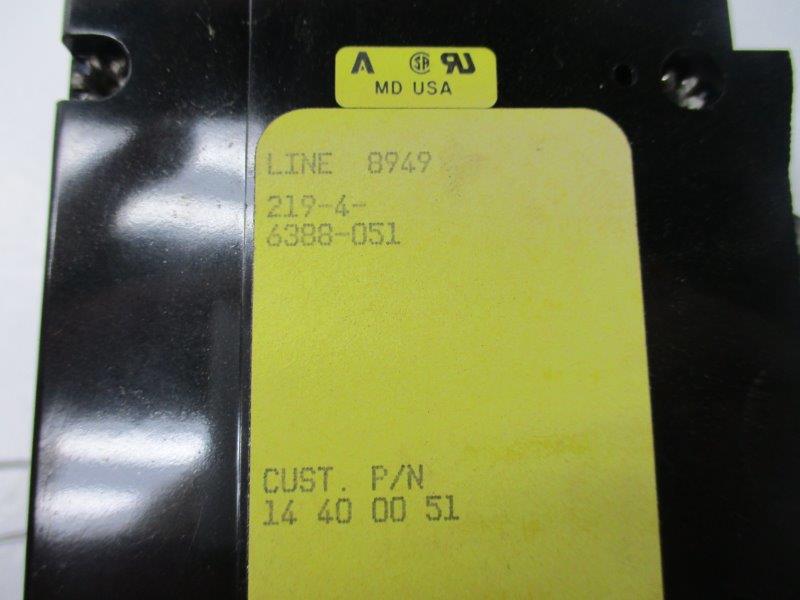 MD USA
LINE 8949
219-4-
6388-051
CUST. P/N
14 40 00 51